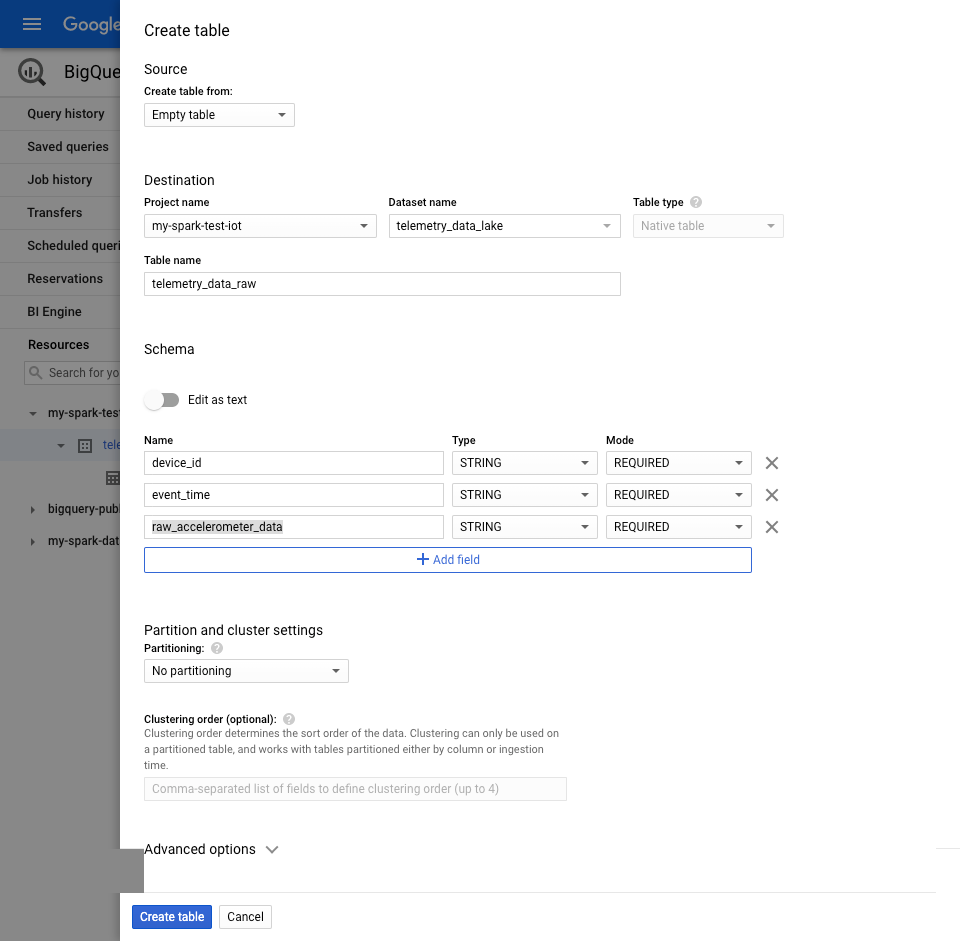 Google
BigQue
Query history
Saved queries
Job history
Transfers
Scheduled queri
Reservations
BI Engine
Resources
Search for yo
my-spark-test
tele
bigquery-publ
my-spark-dat
Create table
Source
Create table from:
Empty table
Destination
Project name Dataset name Table type ?
my-spark-test-iot telemetry_data_lake Native table
Table name
telemetry_data_raw
Schema
Edit as text
Name Type Mode
device_id STRING REQUIRED
event_time STRING REQUIRED
raw_accelerometer_data STRING REQUIRED
+ Add field
Partition and cluster settings
Partitioning: ?
No partitioning
Clustering order (optional): ?
Clustering order determines the sort order of the data. Clustering can only be used on
a partitioned table, and works with tables partitioned either by column or ingestion
time.
Comma-separated list of fields to define clustering order (up to 4)
Advanced options
Create table Cancel